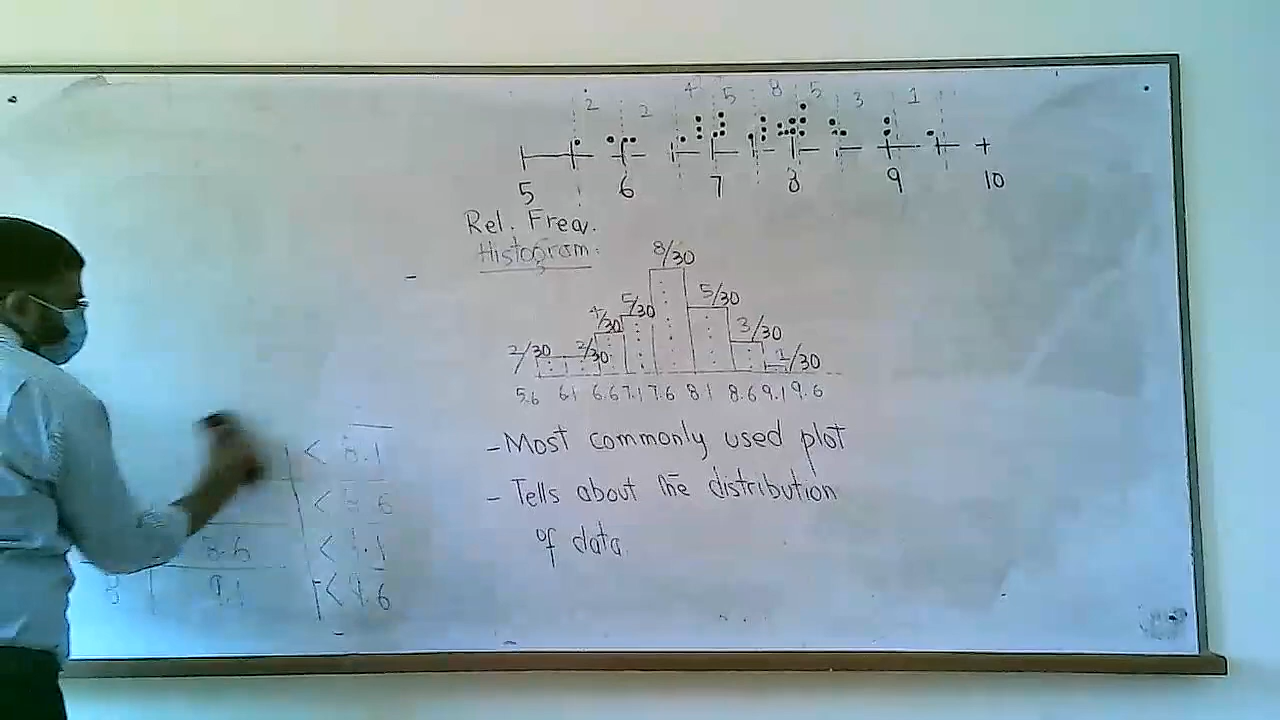 2 2 4 5 8 5 3 1
5 6 7 8 9 10
Rel. Freq.
Histogram.
2/30 2/30 4/30 5/30 8/30 5/30 3/30 1/30
5.6 6.1 6.6 7.1 7.6 8.1 8.6 9.1 9.6
- Most commonly used plot
- Tells about the distribution
of data.
< 8.1
< 8.6
8.6 < 9.1
8 9.1 < 9.6